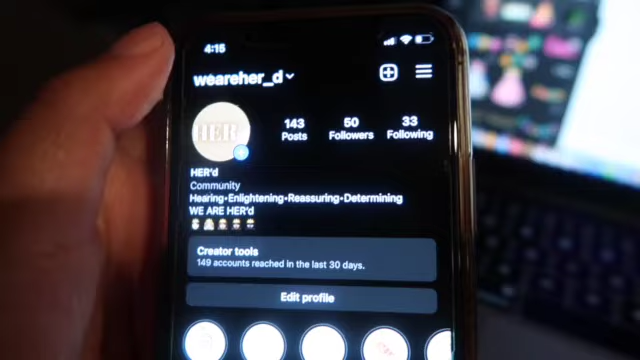 4:15
weareher_d
HER
143 50 33
Posts Followers Following
HER'd
Community
Hearing•Enlightening•Reassuring•Determining
WE ARE HER'd
Creator tools
149 accounts reached in the last 30 days.
Edit profile